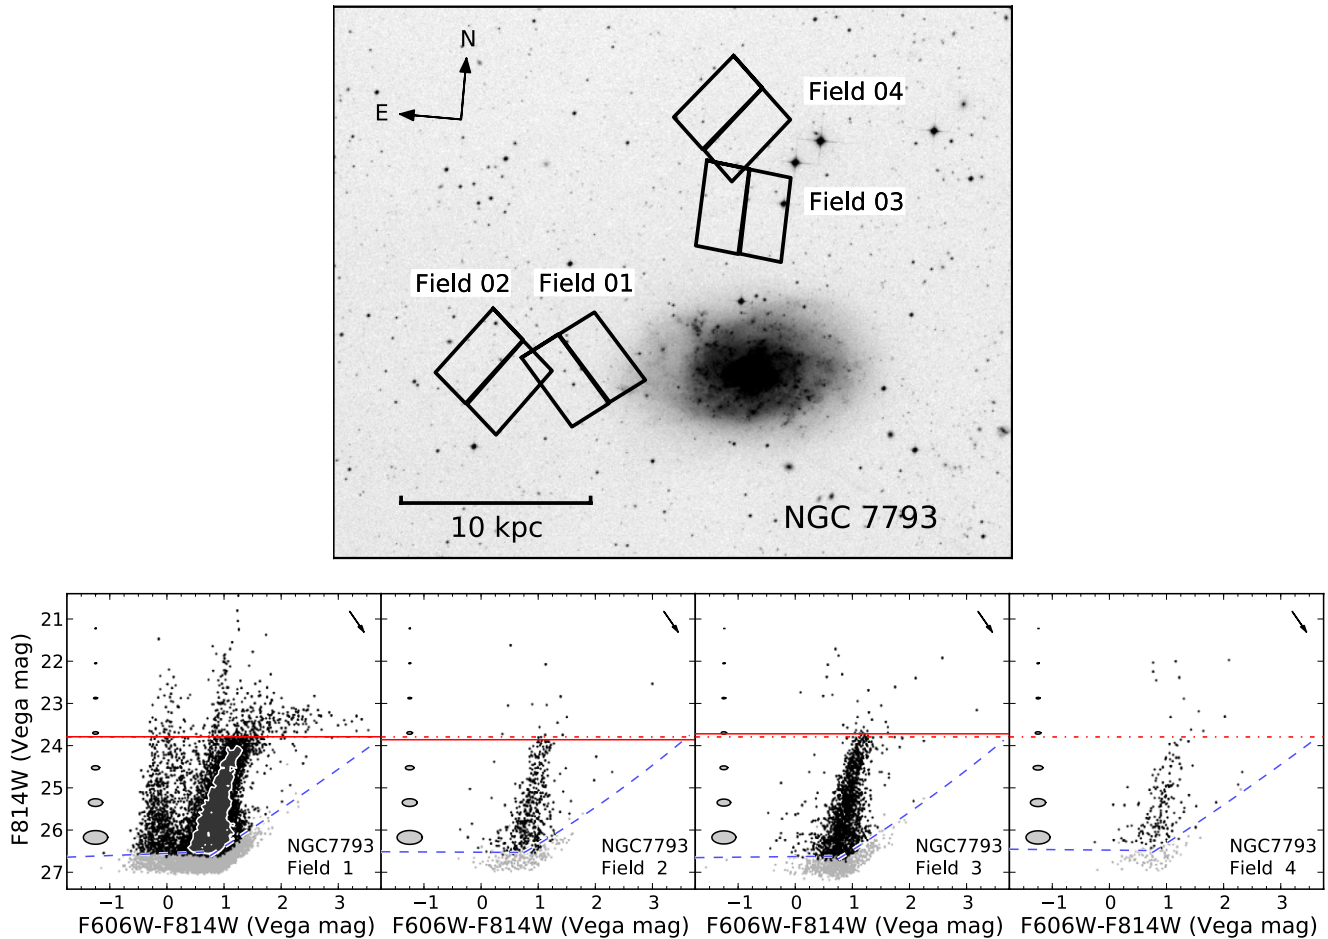 N
E
Field 04
Field 03
Field 02 Field 01
10 kpc
NGC 7793
F814W (Vega mag)
21
22
23
24
25
26
27
NGC7793
Field 1
NGC7793
Field 2
NGC7793
Field 3
NGC7793
Field 4
−1 0 1 2 3 −1 0 1 2 3 −1 0 1 2 3 −1 0 1 2 3
F606W-F814W (Vega mag) F606W-F814W (Vega mag) F606W-F814W (Vega mag) F606W-F814W (Vega mag)